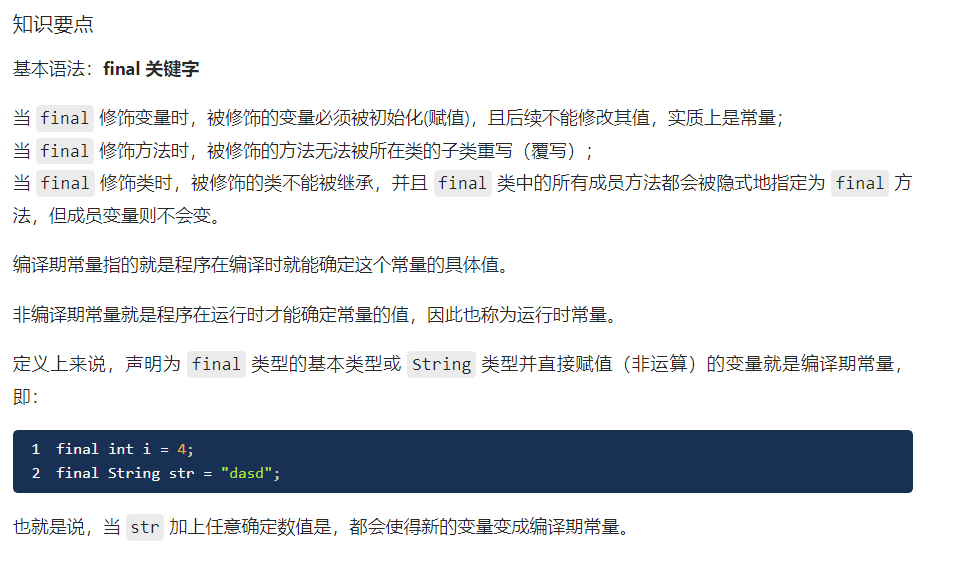 知识要点
基本语法：final 关键字
当 final 修饰变量时，被修饰的变量必须被初始化(赋值)，且后续不能修改其值，实质上是常量；
当 final 修饰方法时，被修饰的方法无法被所在类的子类重写（覆写）；
当 final 修饰类时，被修饰的类不能被继承，并且 final 类中的所有成员方法都会被隐式地指定为 final 方
法，但成员变量则不会变。
编译期常量指的就是程序在编译时就能确定这个常量的具体值。
非编译期常量就是程序在运行时才能确定常量的值，因此也称为运行时常量。
定义上来说，声明为 final 类型的基本类型或 String 类型并直接赋值（非运算）的变量就是编译期常量，
即：
1 final int i = 4;
2 final String str = "dasd";
也就是说，当 str 加上任意确定数值是，都会使得新的变量变成编译期常量。